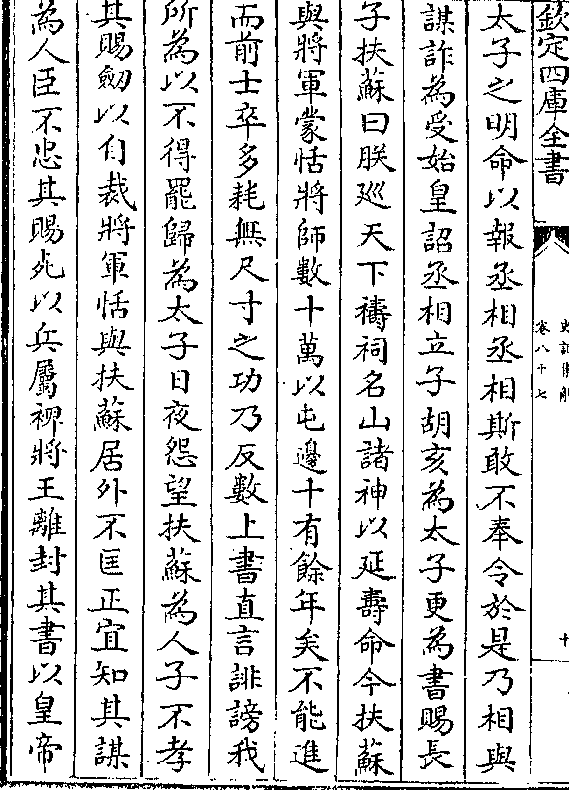 欽定四庫全書
卷八十七
十
太子之明命以報丞相丞相斯敢不奉令於是乃相與
謀詐為受始皇詔丞相立子胡亥為太子更為書賜長
子扶蘇曰朕廵天下禱祠名山諸神以延壽命今扶蘇
與將軍蒙恬將師數十萬以屯邊十有餘年矣不能進
而前士卒多耗無尺寸之功乃反數上書直言誹謗我
所為以不得罷歸為太子日夜怨望扶蘇為人子不孝
其賜劒以自裁將軍恬與扶蘇居外不匡正宜知其謀
為人臣不忠其賜死以兵屬裨將王離封其書以皇帝